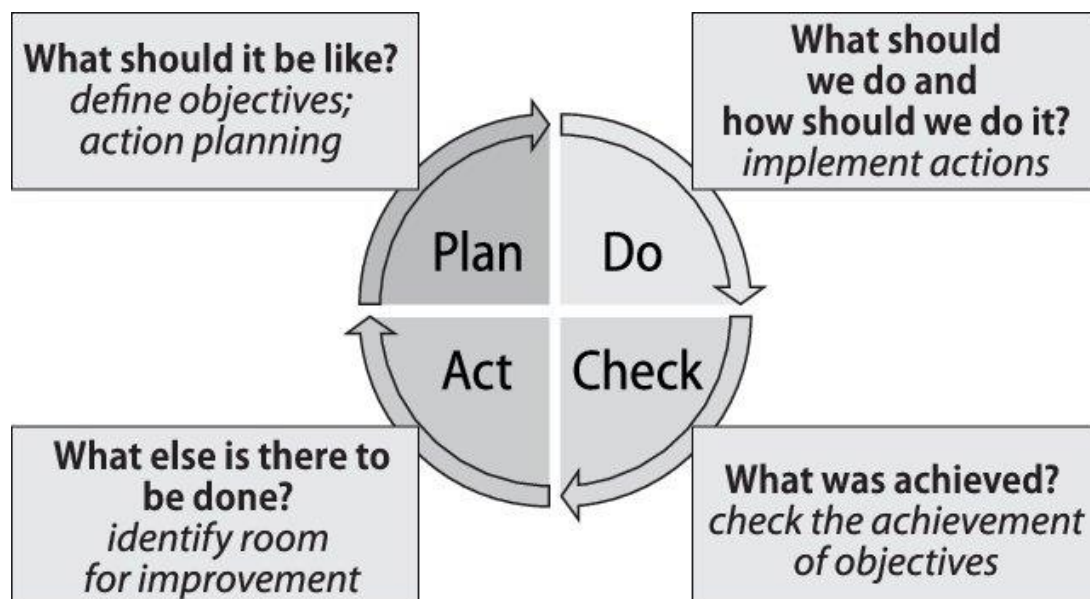 What should it be like?
define objectives;
action planning
What should
we do and
how should we do it?
implement actions
Plan
Do
Act
Check
What else is there to
be done?
identify room
for improvement
What was achieved?
check the achievement
of objectives